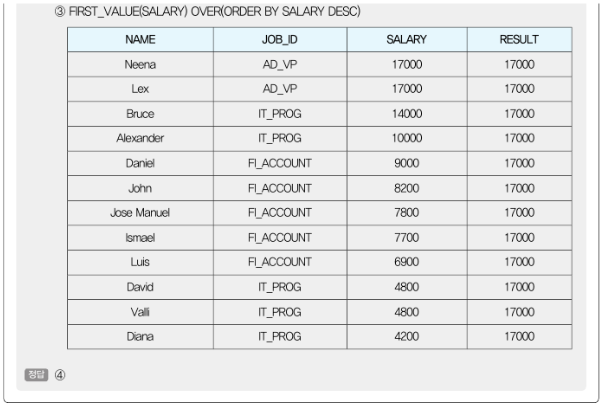 ③ FIRST_VALUE(SALARY) OVER(ORDER BY SALARY DESC)
NAME JOB_ID SALARY RESULT
Neena AD_VP 17000 17000
Lex AD_VP 17000 17000
Bruce IT_PROG 14000 17000
Alexander IT_PROG 10000 17000
Daniel FI_ACCOUNT 9000 17000
John FI_ACCOUNT 8200 17000
Jose Manuel FI_ACCOUNT 7800 17000
Ismael FI_ACCOUNT 7700 17000
Luis FI_ACCOUNT 6900 17000
David IT_PROG 4800 17000
Valli IT_PROG 4800 17000
Diana IT_PROG 4200 17000
정답 ④